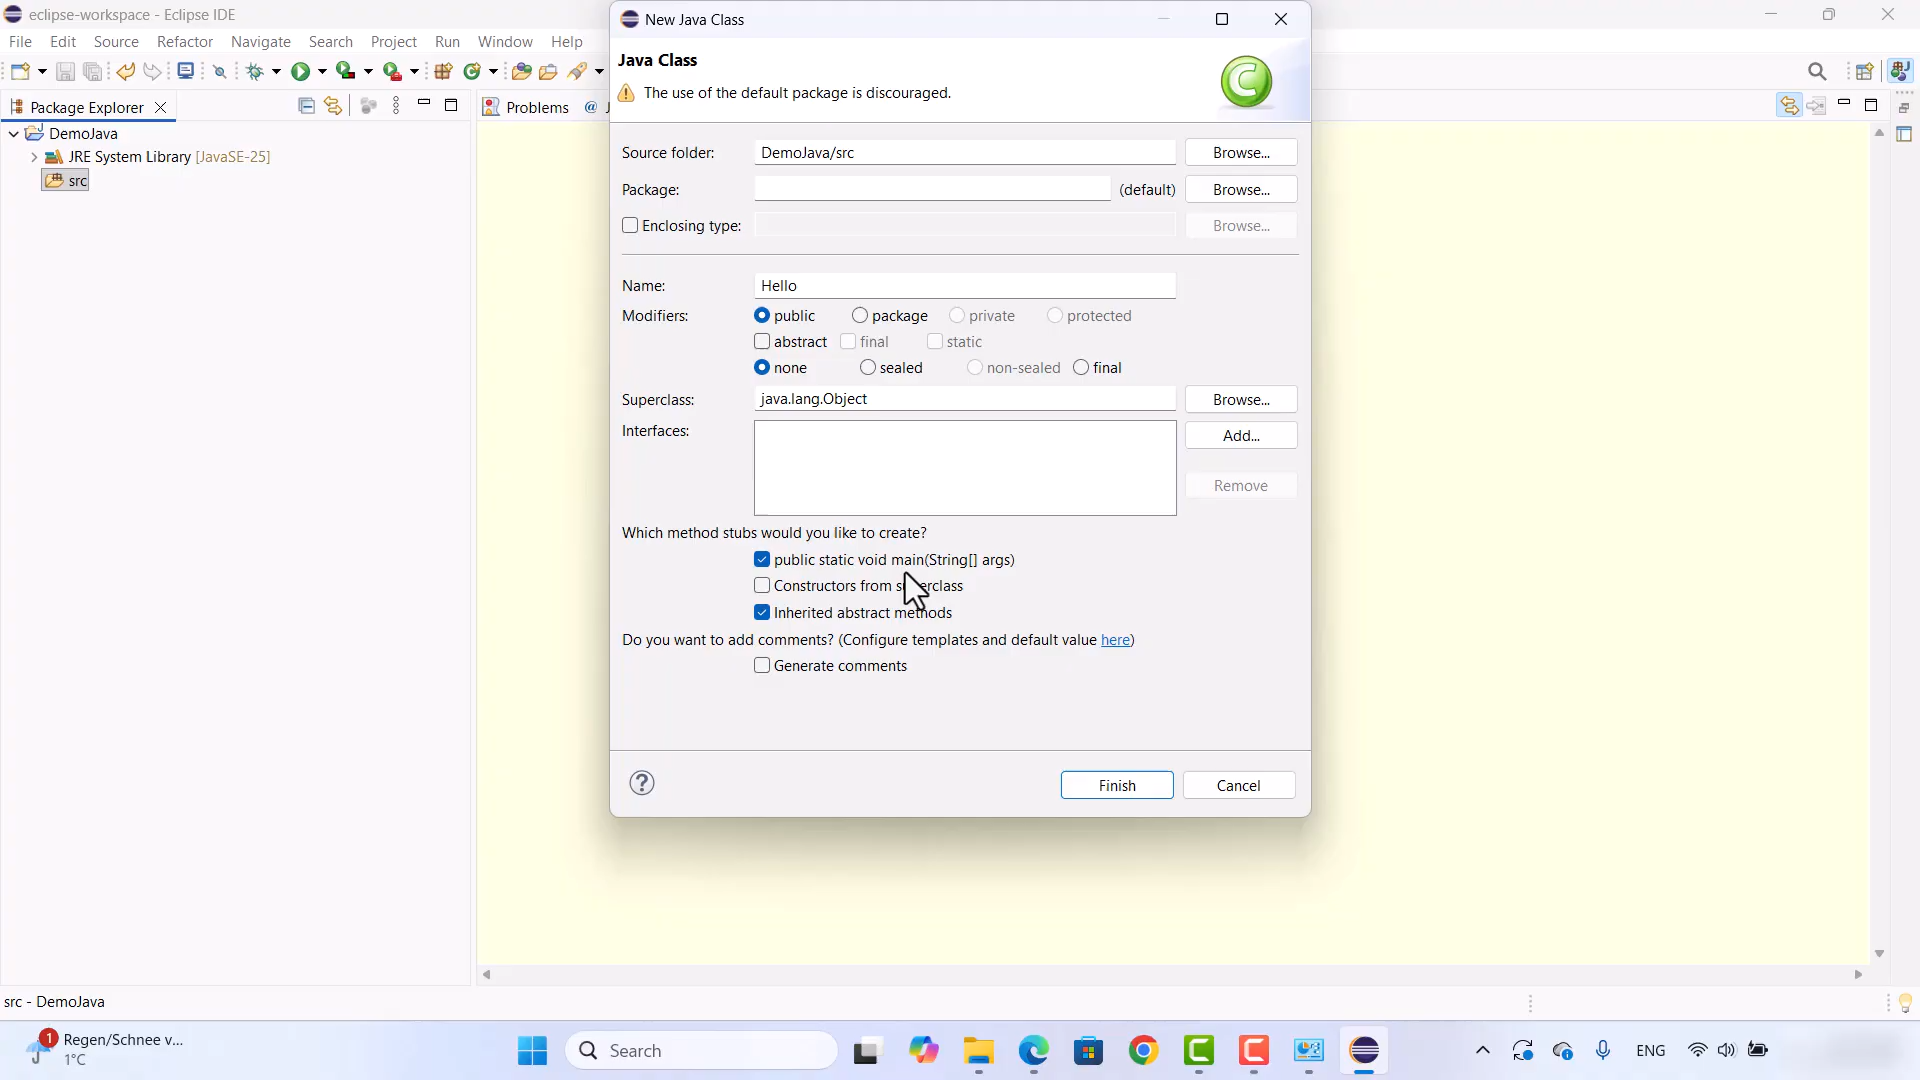 eclipse-workspace - Eclipse IDE
File Edit Source Refactor Navigate Search Project Run Window Help
Package Explorer
Problems @
DemoJava
JRE System Library [JavaSE-25]
src
New Java Class
Java Class
The use of the default package is discouraged.
Source folder: DemoJava/src Browse...
Package: (default) Browse...
Enclosing type: Browse...
Name: Hello
Modifiers: public package private protected
abstract final static
none sealed non-sealed final
Superclass: java.lang.Object Browse...
Interfaces: Add...
Remove
Which method stubs would you like to create?
public static void main(String[] args)
Constructors from superclass
Inherited abstract methods
Do you want to add comments? (Configure templates and default value here)
Generate comments
Finish Cancel
src - DemoJava
1 Regen/Schnee v...
1°C
Search
ENG